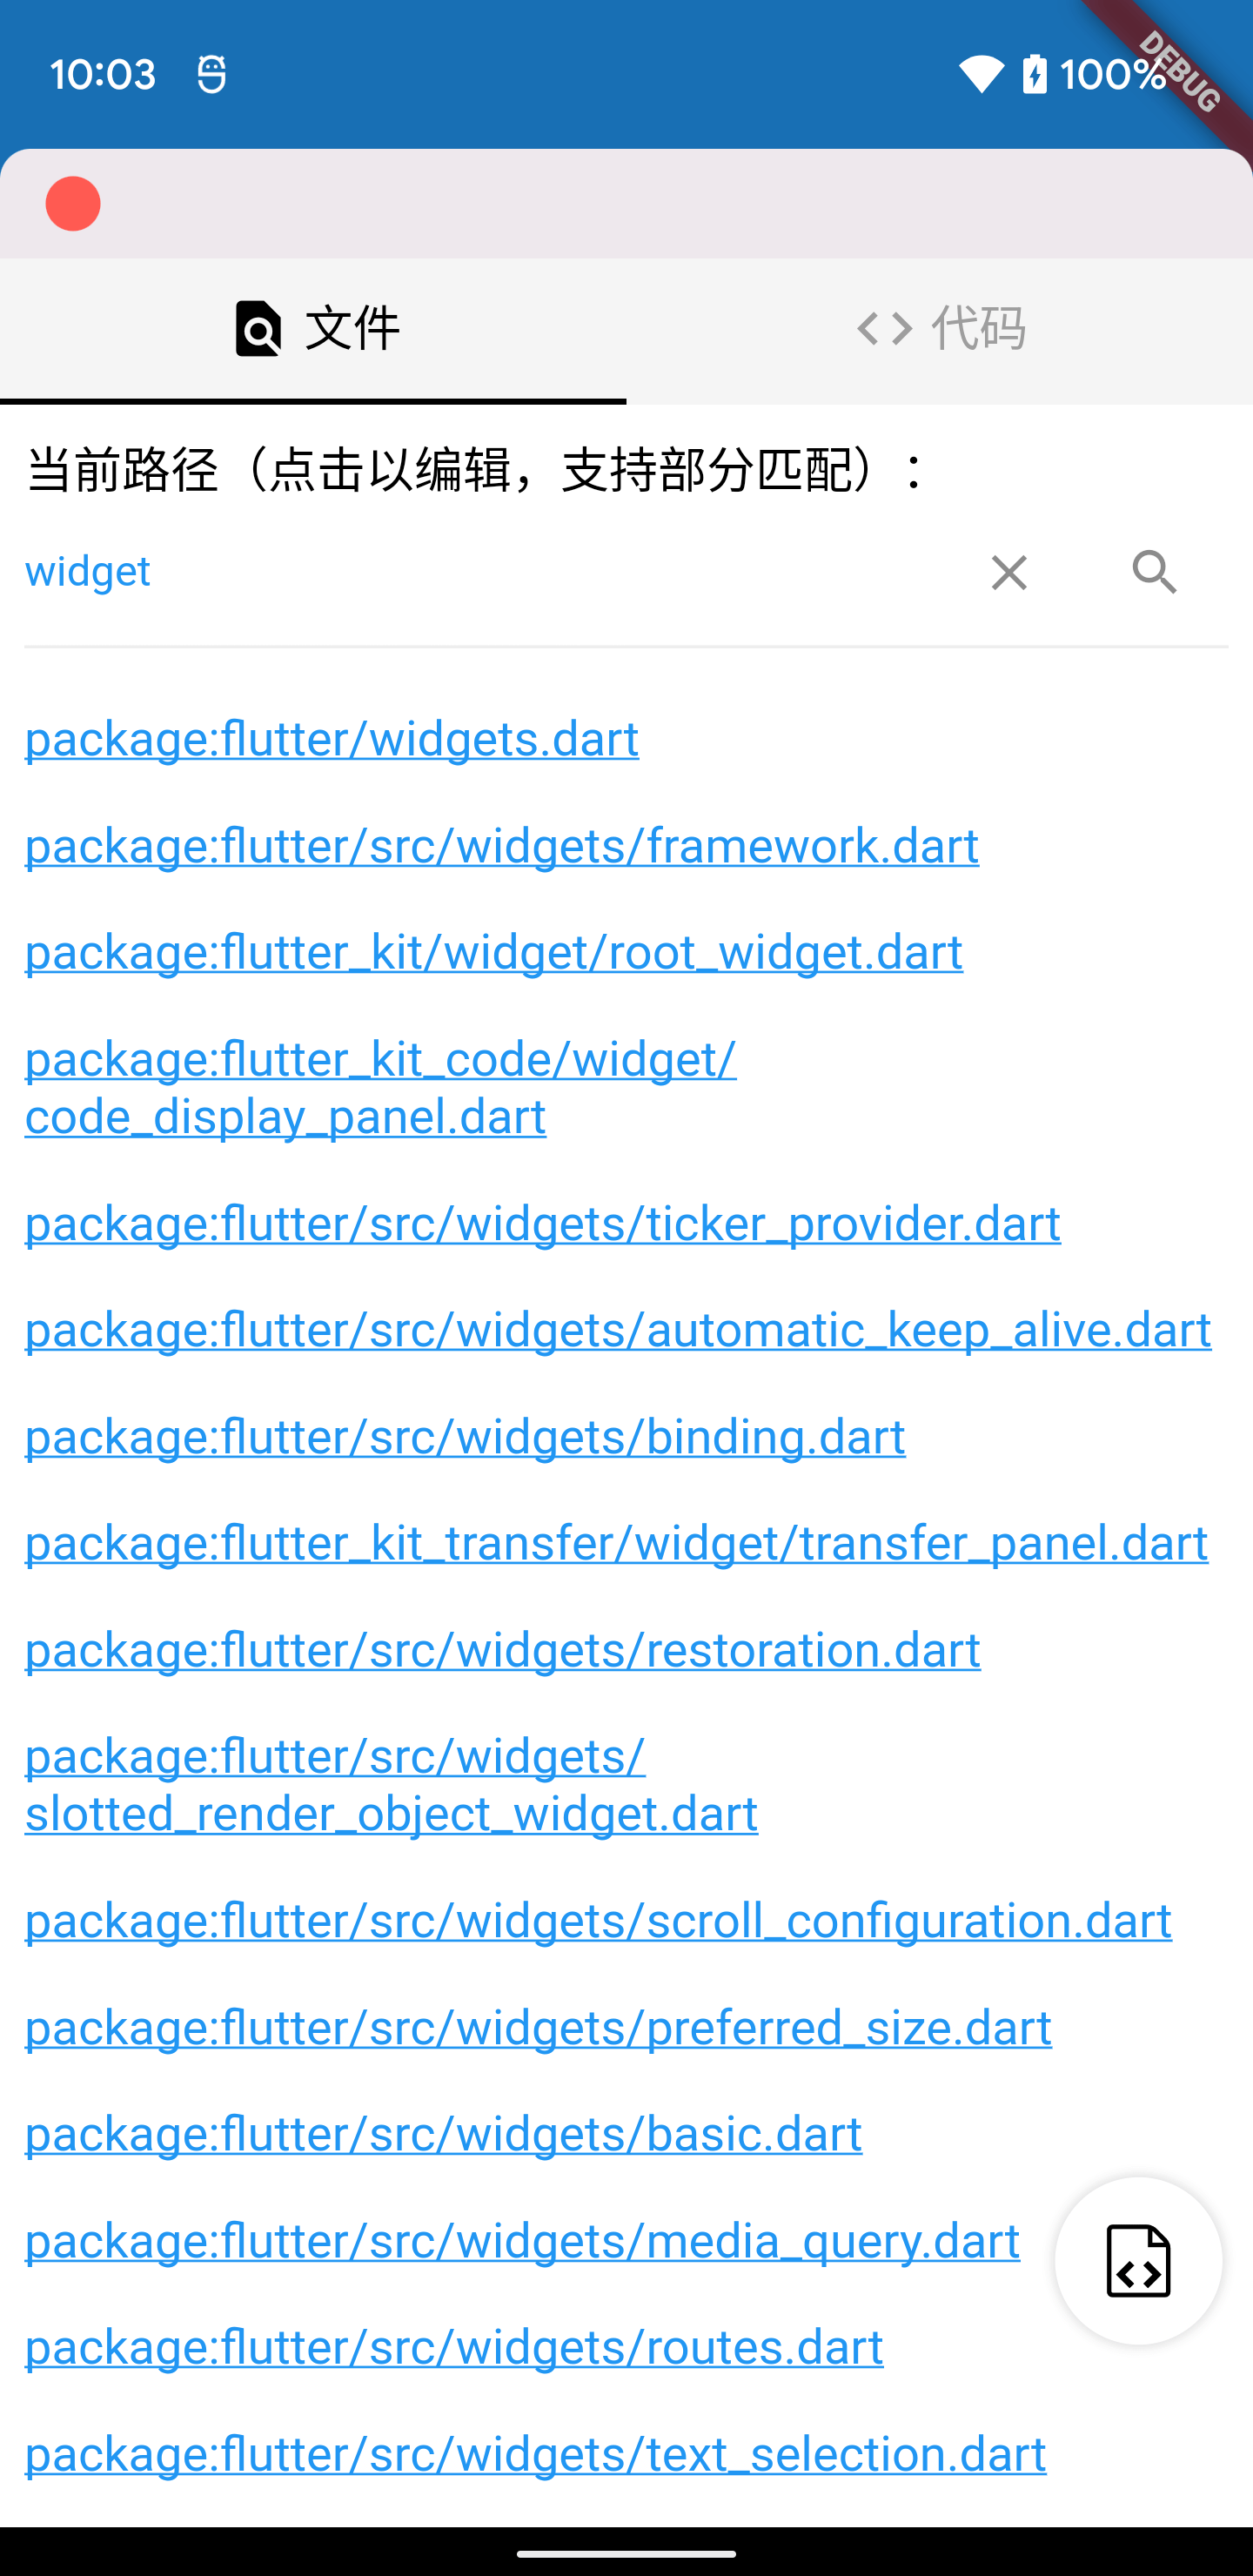 10:03
100%
DEBUG
文件
代码
当前路径（点击以编辑，支持部分匹配）：
widget
package:flutter/widgets.dart
package:flutter/src/widgets/framework.dart
package:flutter_kit/widget/root_widget.dart
package:flutter_kit_code/widget/
code_display_panel.dart
package:flutter/src/widgets/ticker_provider.dart
package:flutter/src/widgets/automatic_keep_alive.dart
package:flutter/src/widgets/binding.dart
package:flutter_kit_transfer/widget/transfer_panel.dart
package:flutter/src/widgets/restoration.dart
package:flutter/src/widgets/
slotted_render_object_widget.dart
package:flutter/src/widgets/scroll_configuration.dart
package:flutter/src/widgets/preferred_size.dart
package:flutter/src/widgets/basic.dart
package:flutter/src/widgets/media_query.dart
package:flutter/src/widgets/routes.dart
package:flutter/src/widgets/text_selection.dart